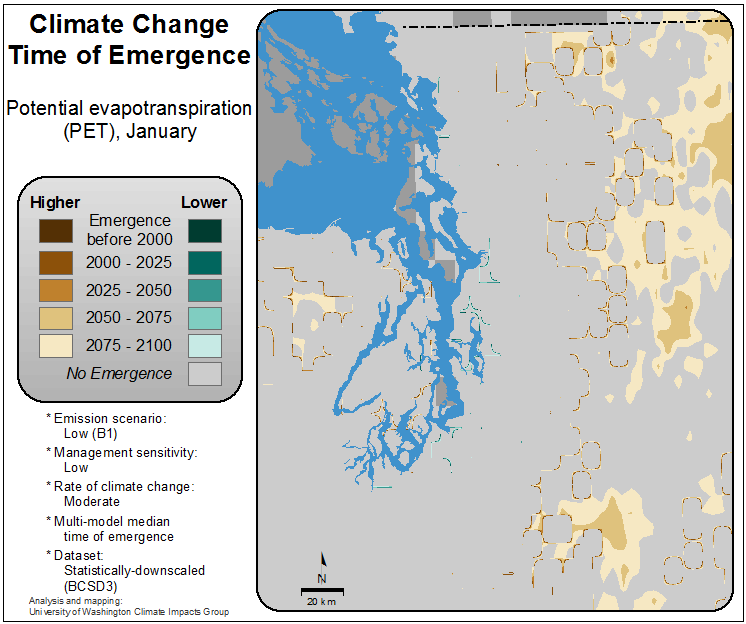 Climate Change
Time of Emergence
Potential evapotranspiration
(PET), January
Higher Lower
Emergence
before 2000
2000 - 2025
2025 - 2050
2050 - 2075
2075 - 2100
No Emergence
* Emission scenario:
Low (B1)
* Management sensitivity:
Low
* Rate of climate change:
Moderate
* Multi-model median
time of emergence
* Dataset:
Statistically-downscaled
(BCSD3)
Analysis and mapping:
University of Washington Climate Impacts Group
N
20 km